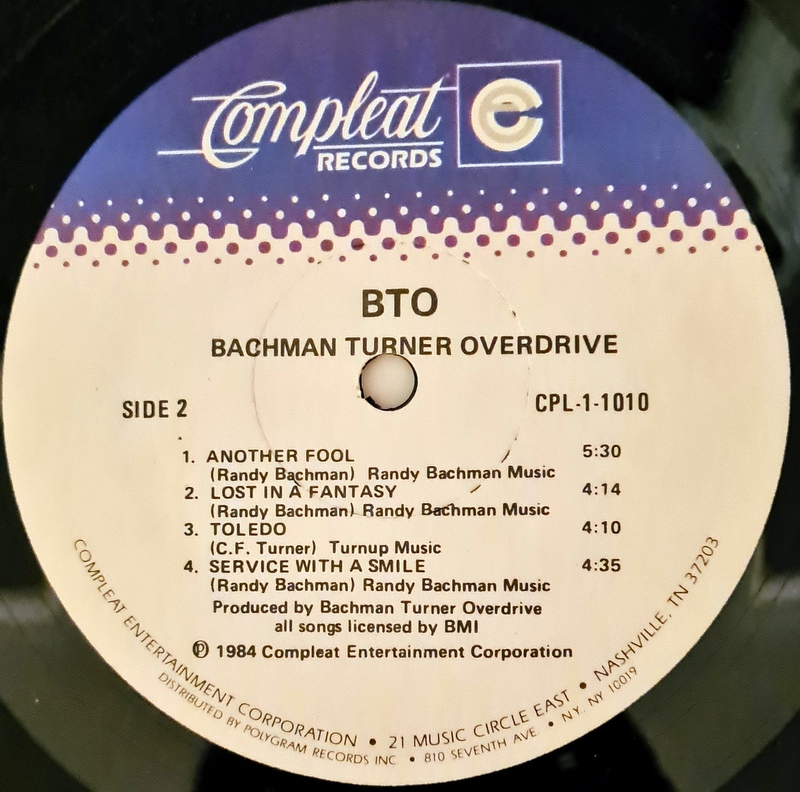 Compleat
RECORDS
BTO
BACHMAN TURNER OVERDRIVE
SIDE 2
CPL-1-1010
1. ANOTHER FOOL 5:30
(Randy Bachman) Randy Bachman Music
2. LOST IN A FANTASY 4:14
(Randy Bachman) Randy Bachman Music
3. TOLEDO 4:10
(C.F. Turner) Turnup Music
4. SERVICE WITH A SMILE 4:35
(Randy Bachman) Randy Bachman Music
Produced by Bachman Turner Overdrive
all songs licensed by BMI
℗ 1984 Compleat Entertainment Corporation
COMPLEAT ENTERTAINMENT CORPORATION • 21 MUSIC CIRCLE EAST • NASHVILLE, TN 37203
DISTRIBUTED BY POLYGRAM RECORDS INC. • 810 SEVENTH AVE. • NY. NY 10019